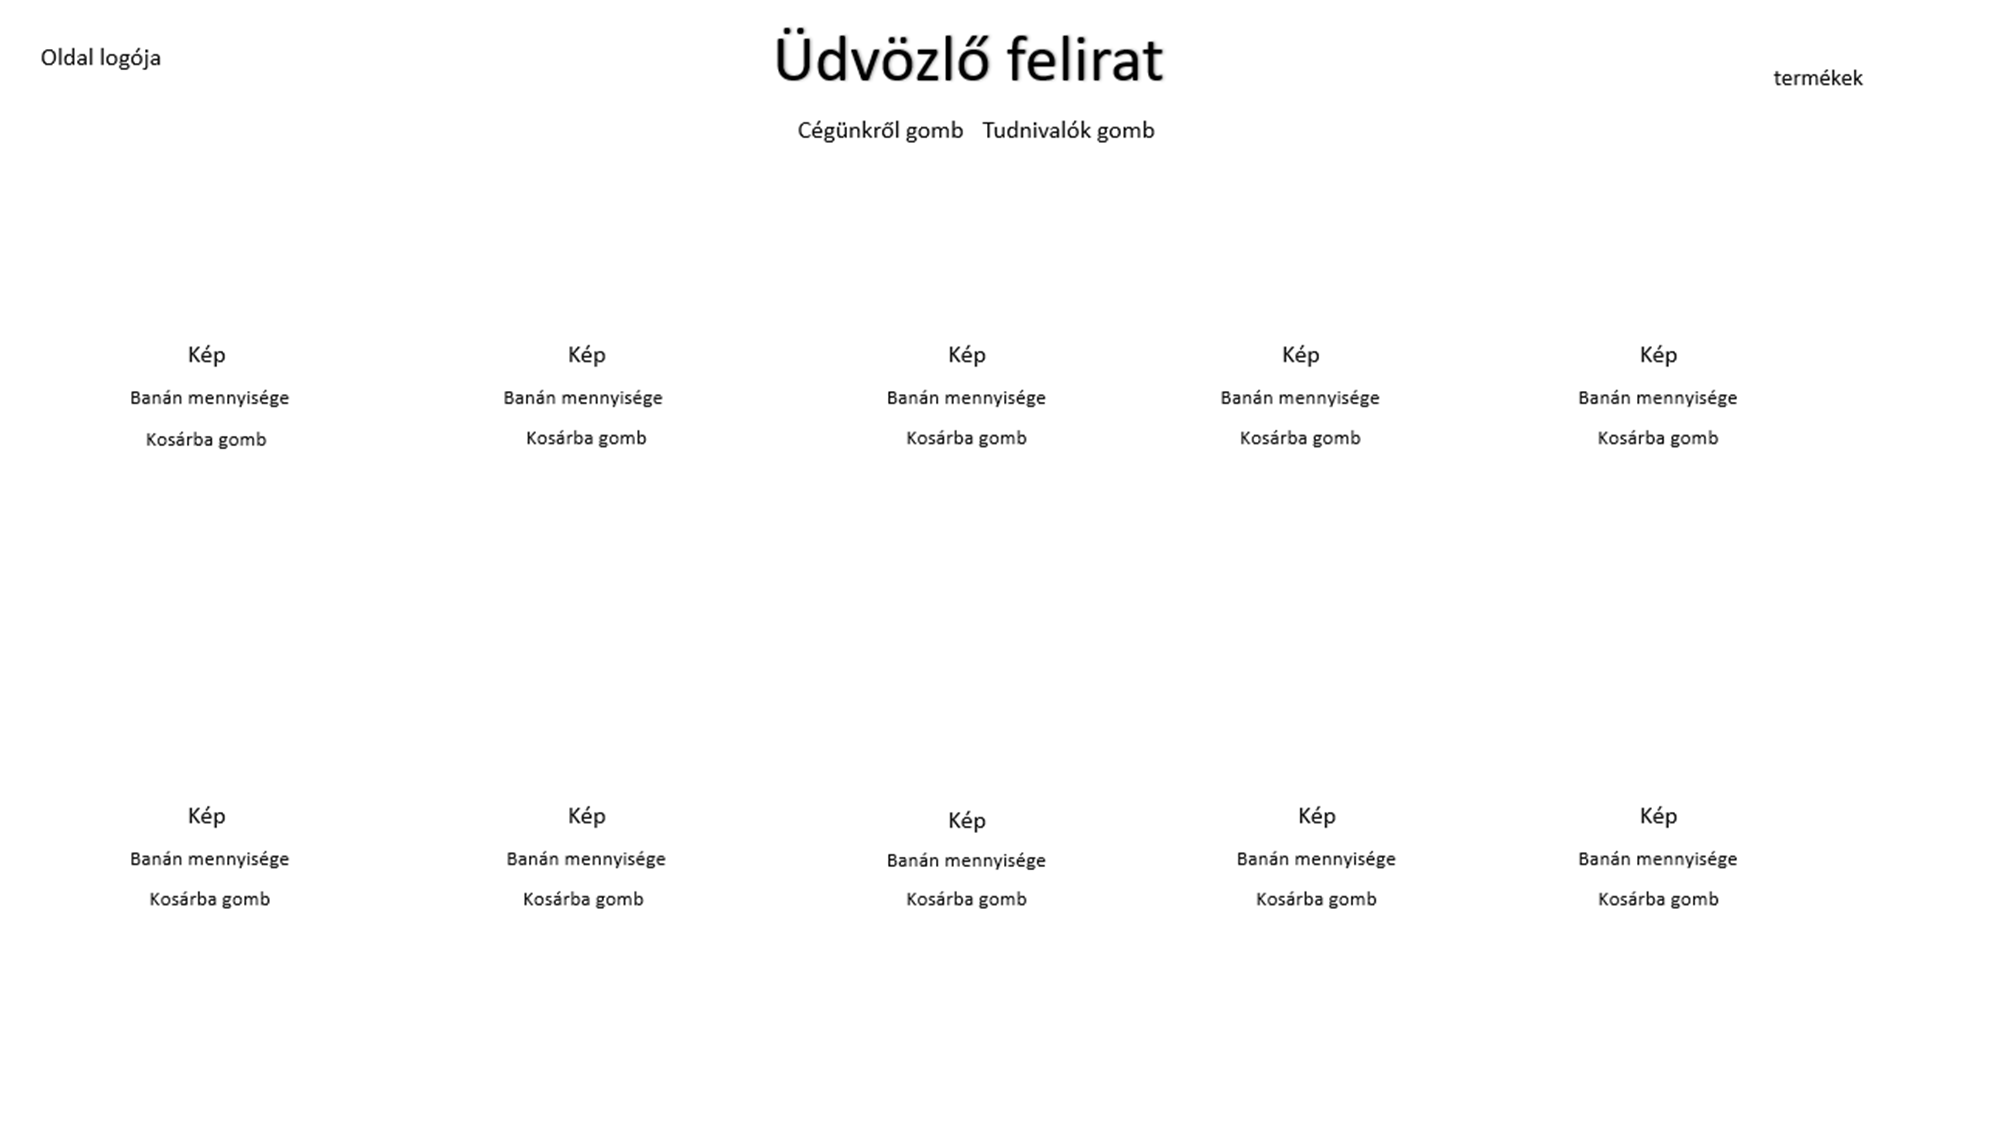 Oldal logója
Üdvözlő felirat
termékek
Cégünkről gomb Tudnivalók gomb
Kép Kép Kép Kép Kép
Banán mennyisége Banán mennyisége Banán mennyisége Banán mennyisége Banán mennyisége
Kosárba gomb Kosárba gomb Kosárba gomb Kosárba gomb Kosárba gomb
Kép Kép Kép Kép Kép
Banán mennyisége Banán mennyisége Banán mennyisége Banán mennyisége Banán mennyisége
Kosárba gomb Kosárba gomb Kosárba gomb Kosárba gomb Kosárba gomb